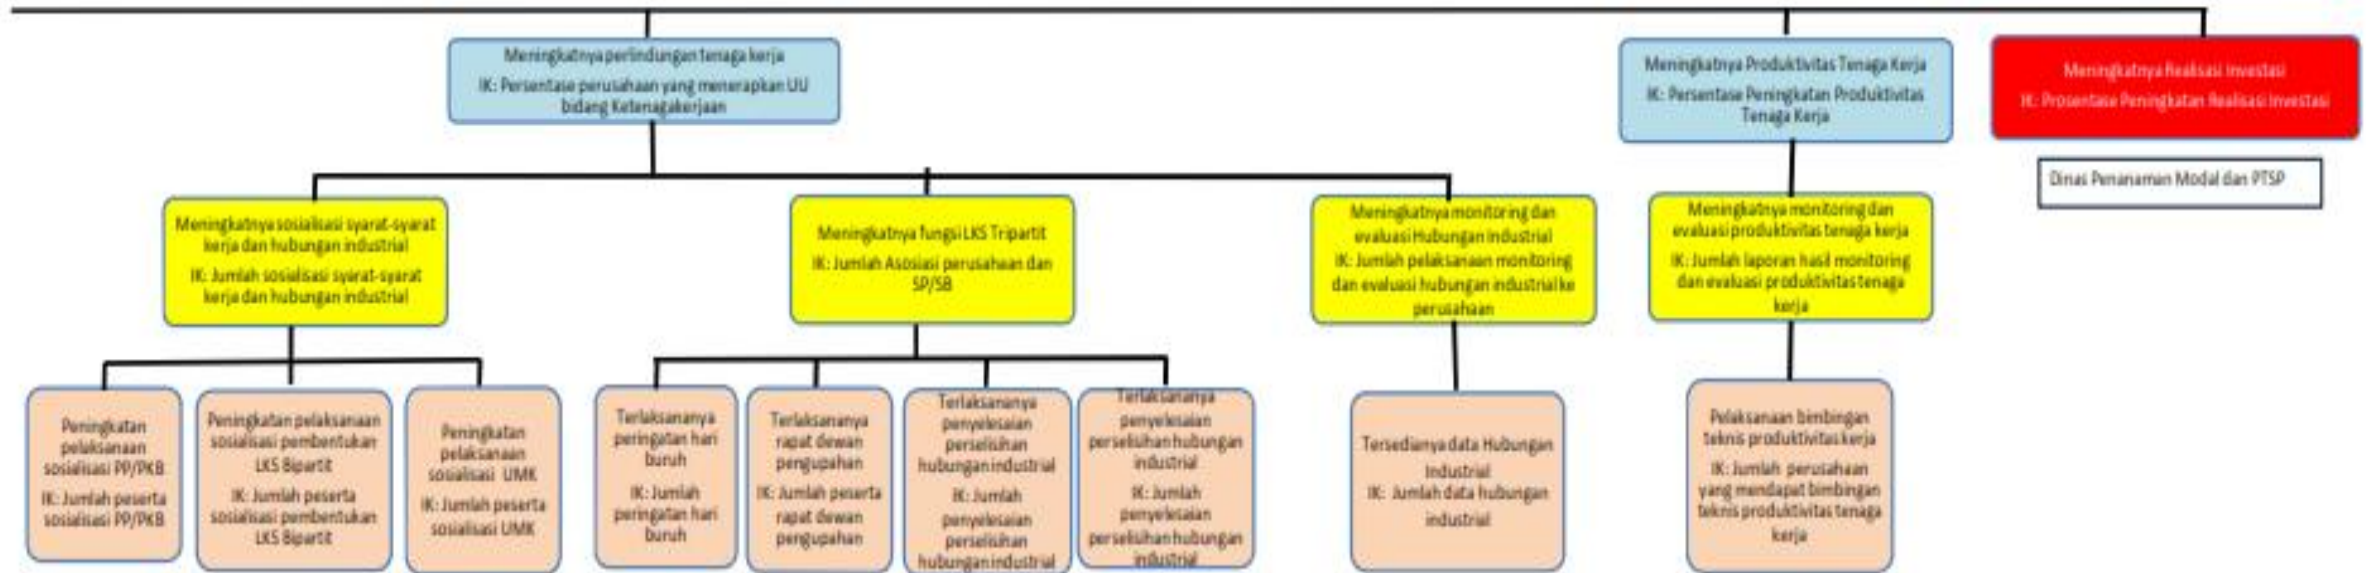 Meningkatnya perlindungan tenaga kerja
IK: Persentase perusahaan yang menerapkan UU
bidang Ketenagakerjaan
Meningkatnya Produktivitas Tenaga Kerja
IK: Persentase Peningkatan Produktivitas
Tenaga Kerja
Meningkatnya Realisasi Investasi
IK: Prosentase Peningkatan Realisasi Investasi
Dinas Penanaman Modal dan PTSP
Meningkatnya sosialisasi syarat-syarat
kerja dan hubungan industrial
IK: Jumlah sosialisasi syarat-syarat
kerja dan hubungan industrial
Meningkatnya fungsi LKS Tripartit
IK: Jumlah Asosiasi perusahaan dan
SP/SB
Meningkatnya monitoring dan
evaluasi Hubungan Industrial
IK: Jumlah pelaksanaan monitoring
dan evaluasi hubungan industrial ke
perusahaan
Meningkatnya monitoring dan
evaluasi produktivitas tenaga kerja
IK: Jumlah laporan hasil monitoring
dan evaluasi produktivitas tenaga
kerja
Peningkatan
pelaksanaan
sosialisasi PP/PKB
IK: Jumlah peserta
sosialisasi PP/PKB
Peningkatan pelaksanaan
sosialisasi pembentukan
LKS Bipartit
IK: Jumlah peserta
sosialisasi pembentukan
LKS Bipartit
Peningkatan
pelaksanaan
sosialisasi UMK
IK: Jumlah peserta
sosialisasi UMK
Terlaksananya
peringatan hari
buruh
IK: Jumlah
peringatan hari
buruh
Terlaksananya
rapat dewan
pengupahan
IK: Jumlah peserta
rapat dewan
pengupahan
Terlaksananya
penyelesaian
perselisihan
hubungan industrial
IK: Jumlah
penyelesaian
perselisihan
hubungan industrial
Terlaksananya
penyelesaian
perselisihan hubungan
industrial
IK: Jumlah
penyelesaian
perselisihan hubungan
industrial
Tersedianya data Hubungan
Industrial
IK: Jumlah data hubungan
industrial
Pelaksanaan bimbingan
teknis produktivitas kerja
IK: Jumlah perusahaan
yang mendapat bimbingan
teknis produktivitas tenaga
kerja